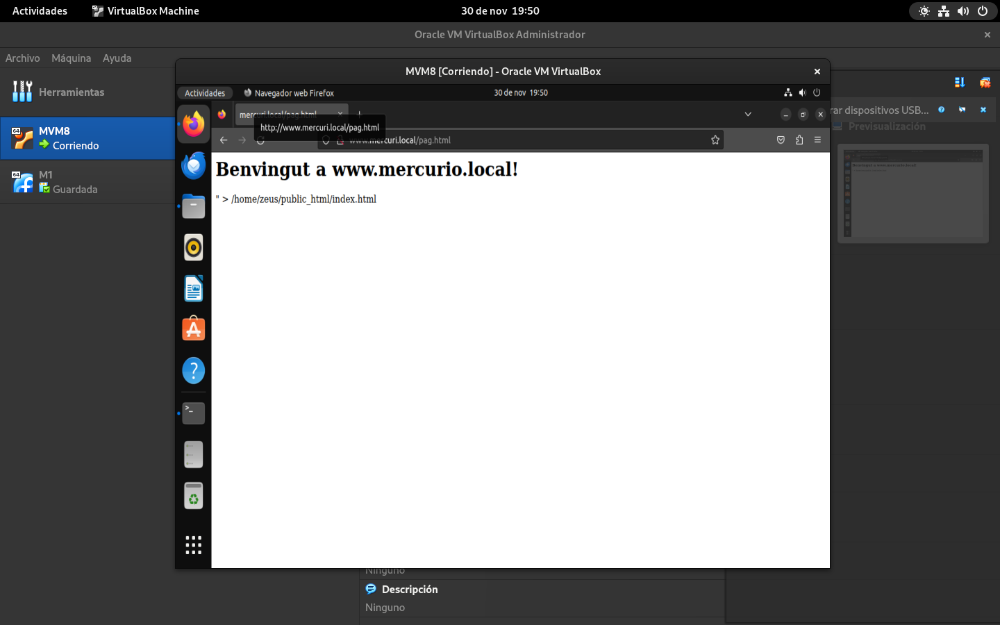 Actividades
VirtualBox Machine
30 de nov 19:50
Oracle VM VirtualBox Administrador
Archivo
Máquina
Ayuda
Herramientas
64
MVM8
Corriendo
64
M1
Guardada
MVM8 [Corriendo] - Oracle VM VirtualBox
Actividades
Navegador web Firefox
30 de nov 19:50
mercuri.local/pag.html
http://www.mercuri.local/pag.html
www.mercuri.local/pag.html
Benvingut a www.mercurio.local!
" > /home/zeus/public_html/index.html
rar dispositivos USB...
Previsualización
Ninguno
Descripción
Ninguno